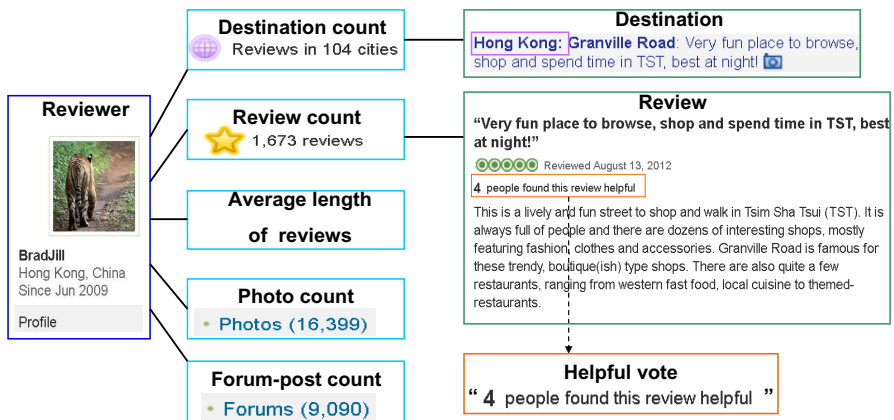 Reviewer
BradJill
Hong Kong, China
Since Jun 2009
Profile
Destination count
Reviews in 104 cities
Review count
1,673 reviews
Average length
of reviews
Photo count
Photos (16,399)
Forum-post count
Forums (9,090)
Destination
Hong Kong: Granville Road: Very fun place to browse,
shop and spend time in TST, best at night!
Review
“Very fun place to browse, shop and spend time in TST, best
at night!”
Reviewed August 13, 2012
4 people found this review helpful
This is a lively and fun street to shop and walk in Tsim Sha Tsui (TST). It is
always full of people and there are dozens of interesting shops, mostly
featuring fashion, clothes and accessories. Granville Road is famous for
these trendy, boutique(ish) type shops. There are also quite a few
restaurants, ranging from western fast food, local cuisine to themed-
restaurants.
Helpful vote
“ 4 people found this review helpful ”